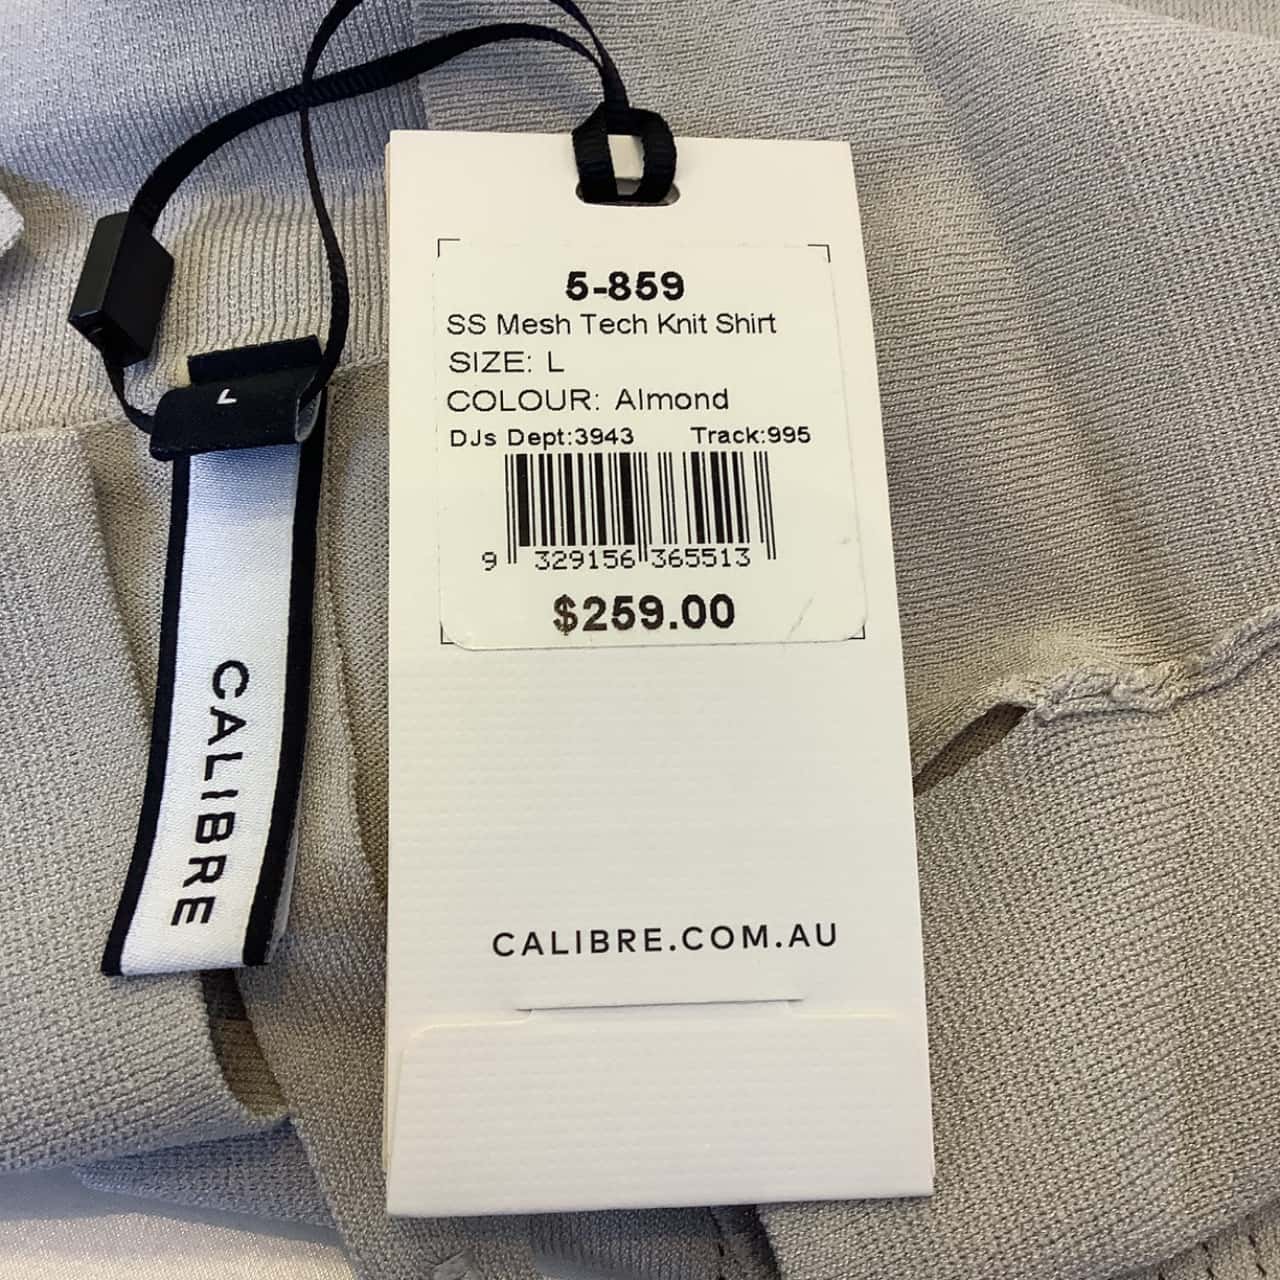 5-859
SS Mesh Tech Knit Shirt
SIZE: L
COLOUR: Almond
DJs Dept:3943 Track:995
9 329156 365513
$259.00
CALIBRE.COM.AU
L
CALIBRE